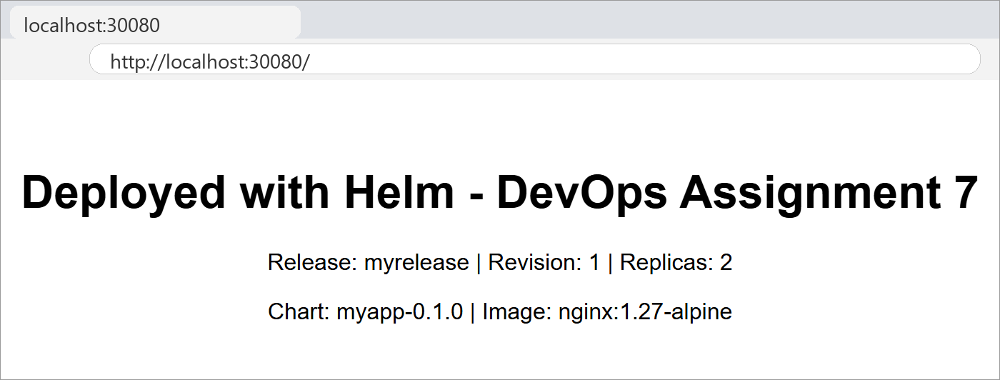 localhost:30080
http://localhost:30080/
Deployed with Helm - DevOps Assignment 7
Release: myrelease | Revision: 1 | Replicas: 2
Chart: myapp-0.1.0 | Image: nginx:1.27-alpine